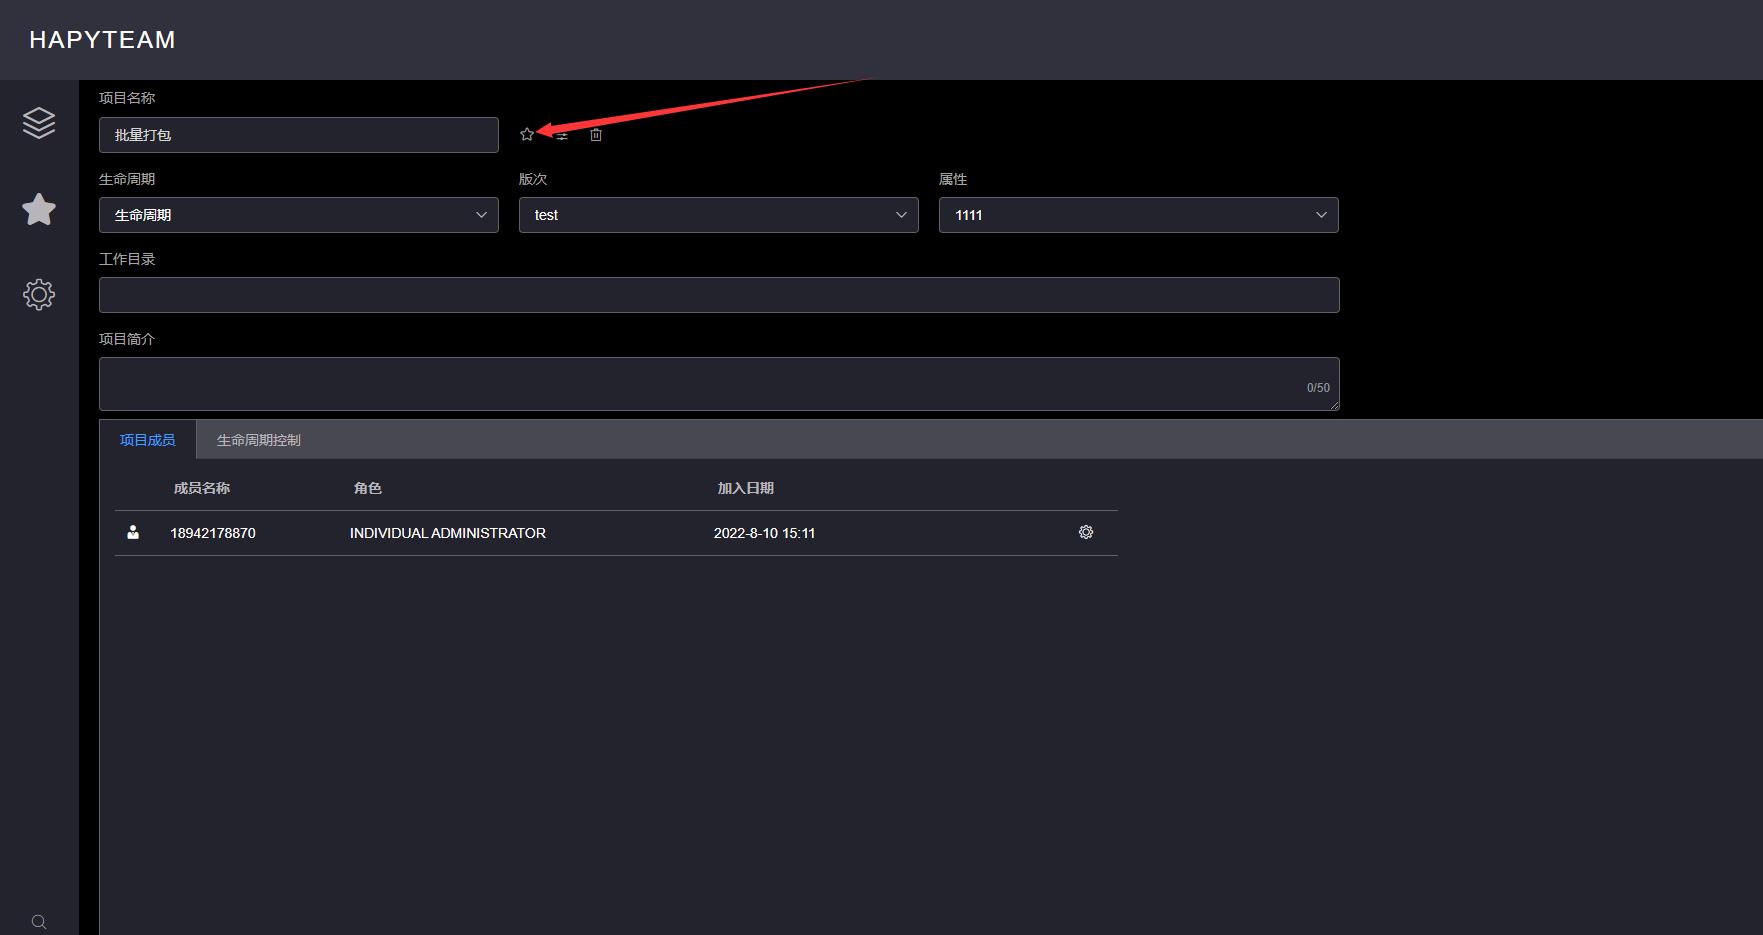 HAPYTEAM
项目名称
批量打包
生命周期 版次 属性
生命周期 test 1111
工作目录
项目简介
0/50
项目成员 生命周期控制
成员名称 角色 加入日期
18942178870 INDIVIDUAL ADMINISTRATOR 2022-8-10 15:11